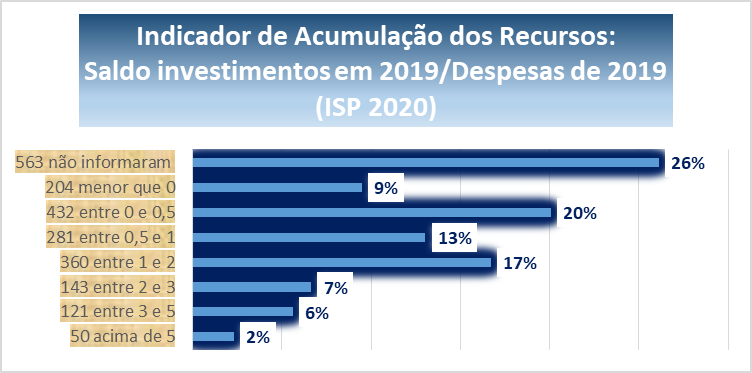 Indicador de Acumulação dos Recursos:
Saldo investimentos em 2019/Despesas de 2019
(ISP 2020)
563 não informaram 26%
204 menor que 0 9%
432 entre 0 e 0,5 20%
281 entre 0,5 e 1 13%
360 entre 1 e 2 17%
143 entre 2 e 3 7%
121 entre 3 e 5 6%
50 acima de 5 2%